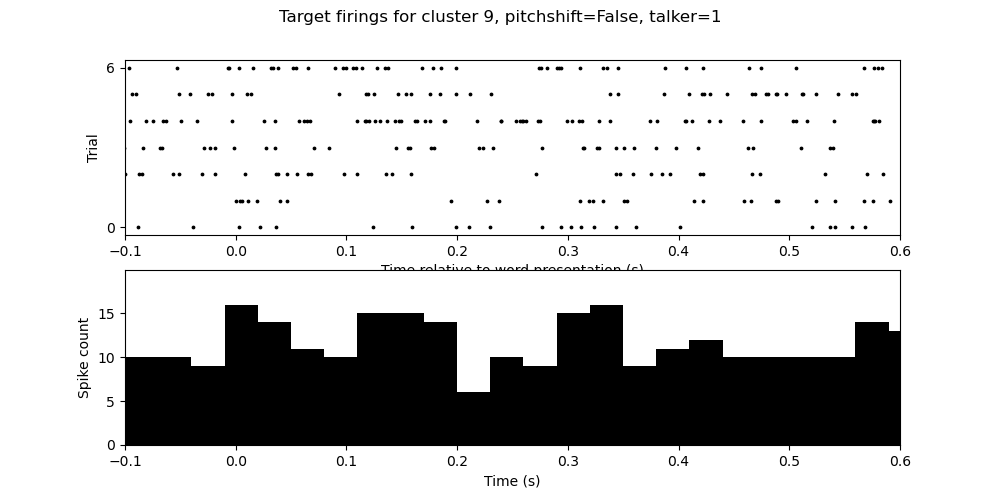 Target firings for cluster 9, pitchshift=False, talker=1
6
Trial
0
−0.1 0.0 0.1 0.2 0.3 0.4 0.5 0.6
Time relative to word presentation (s)
15
10
Spike count
5
0
−0.1 0.0 0.1 0.2 0.3 0.4 0.5 0.6
Time (s)